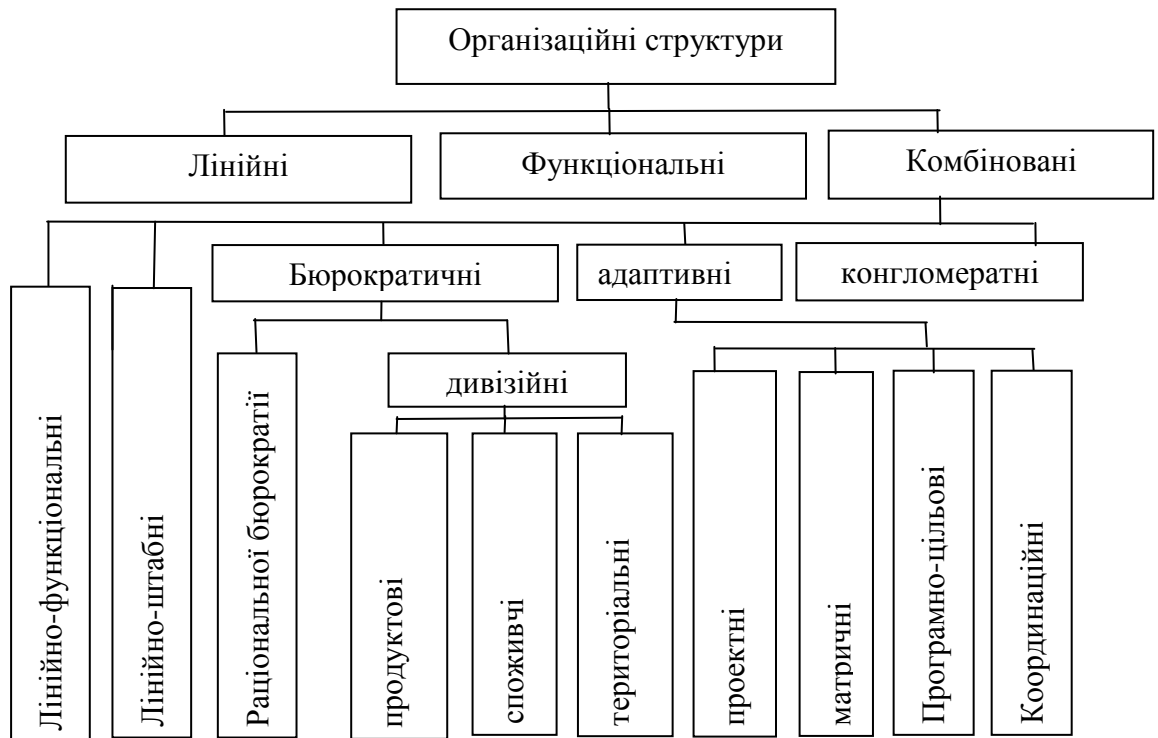 Організаційні структури
Лінійні
Функціональні
Комбіновані
Бюрократичні
адаптивні
конгломератні
дивізійні
Лінійно-функціональні
Лінійно-штабні
Раціональної бюрократії
продуктові
споживчі
територіальні
проектні
матричні
Програмно-цільові
Координаційні